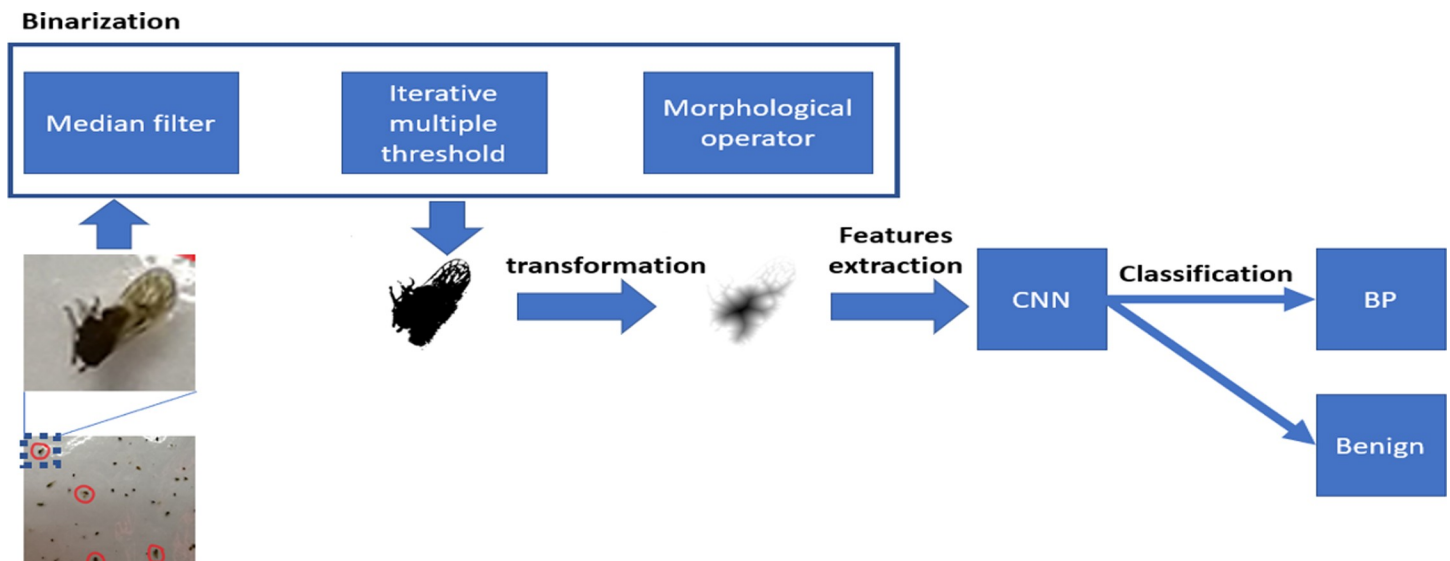 Binarization
Median filter
Iterative
multiple
threshold
Morphological
operator
transformation
Features
extraction
CNN
Classification
BP
Benign